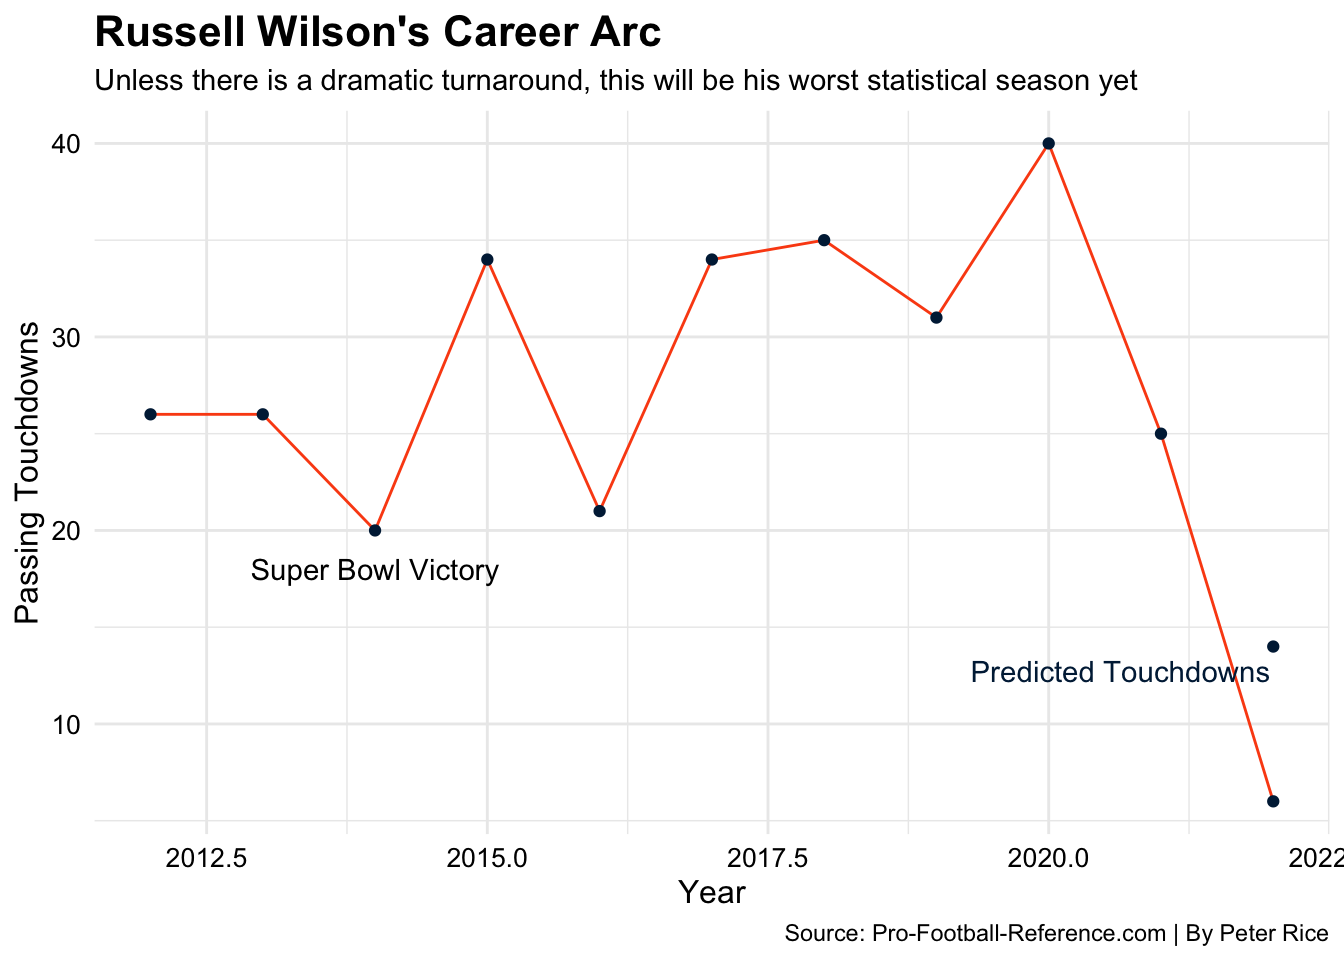 Russell Wilson's Career Arc
Unless there is a dramatic turnaround, this will be his worst statistical season yet
Passing Touchdowns
40
30
20
10
Super Bowl Victory
Predicted Touchdowns
2012.5
2015.0
2017.5
2020.0
2022
Year
Source: Pro-Football-Reference.com | By Peter Rice